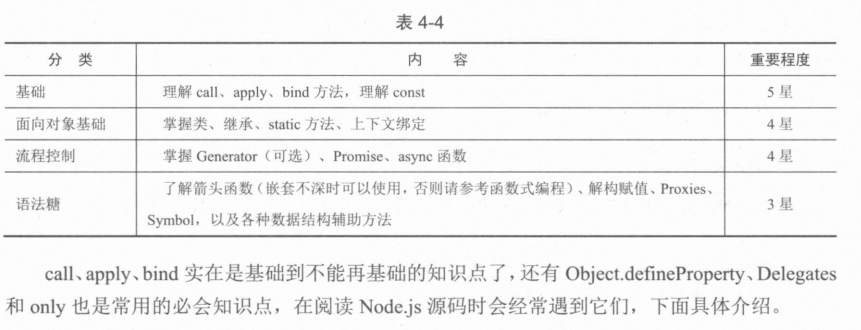 表 4-4
分 类 内 容 重要程度
基础 理解 call、apply、bind 方法，理解 const 5 星
面向对象基础 掌握类、继承、static 方法、上下文绑定 4 星
流程控制 掌握 Generator（可选）、Promise、async 函数 4 星
语法糖 了解箭头函数（嵌套不深时可以使用，否则请参考函数式编程）、解构赋值、Proxies、
Symbol，以及各种数据结构辅助方法 3 星
call、apply、bind 实在是基础到不能再基础的知识点了，还有 Object.defineProperty、Delegates
和 only 也是常用的必会知识点，在阅读 Node.js 源码时会经常遇到它们，下面具体介绍。